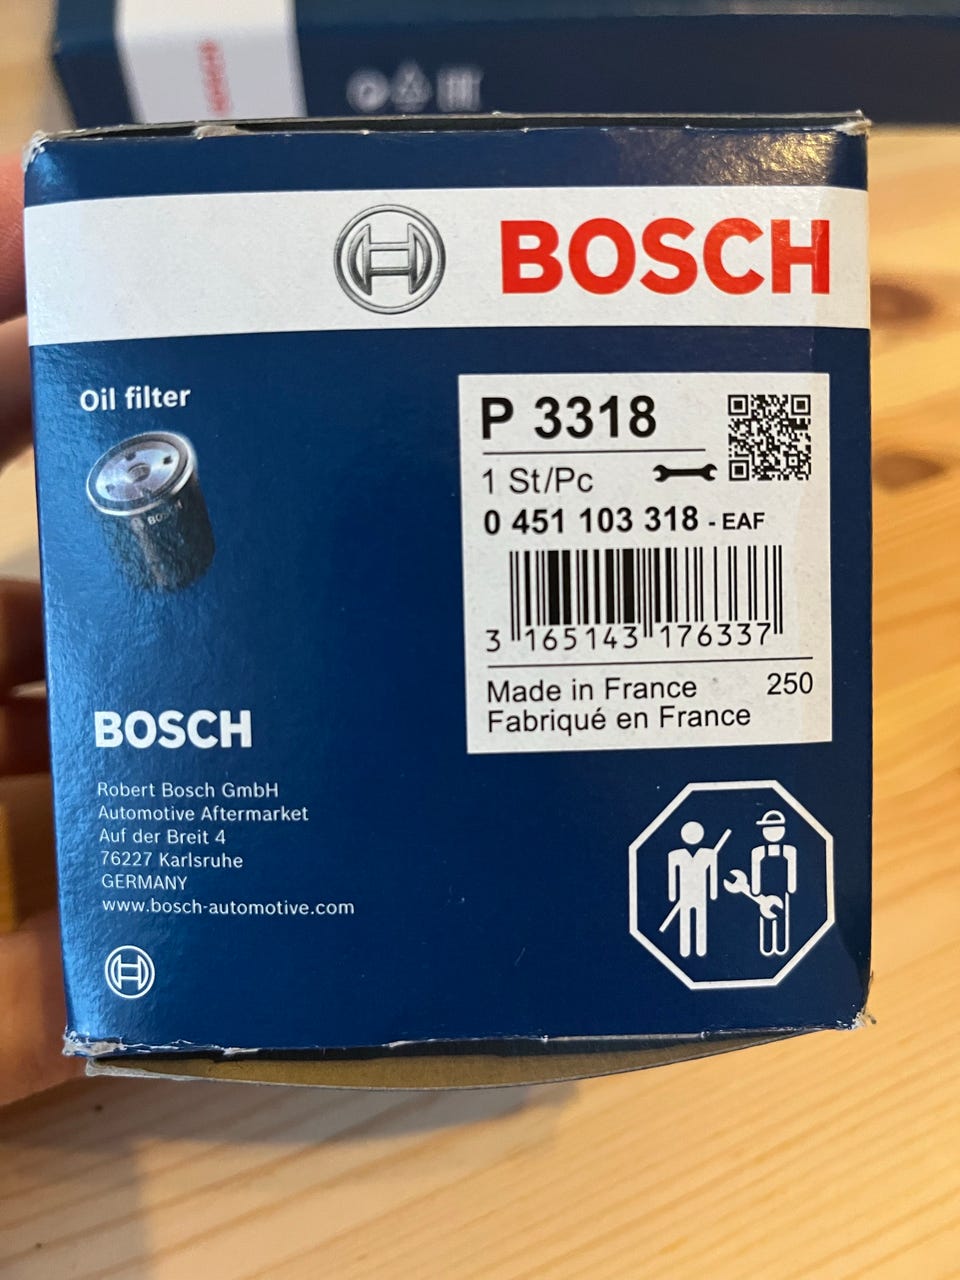 BOSCH
BOSCH
Oil filter
BOSCH
P 3318
1 St/Pc
0 451 103 318 - EAF
3 165143 176337
Made in France 250
Fabriqué en France
BOSCH
Robert Bosch GmbH
Automotive Aftermarket
Auf der Breit 4
76227 Karlsruhe
GERMANY
www.bosch-automotive.com